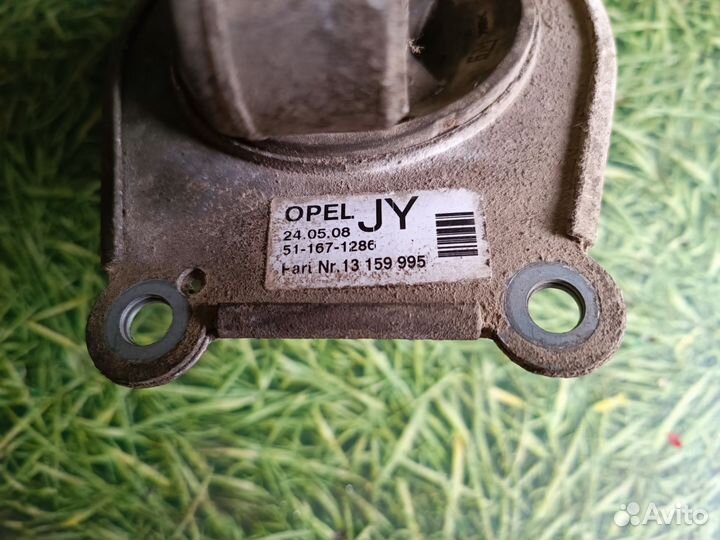 OPEL JY
24.05.08
51-167-1286
Part Nr. 13 159 995
Avito